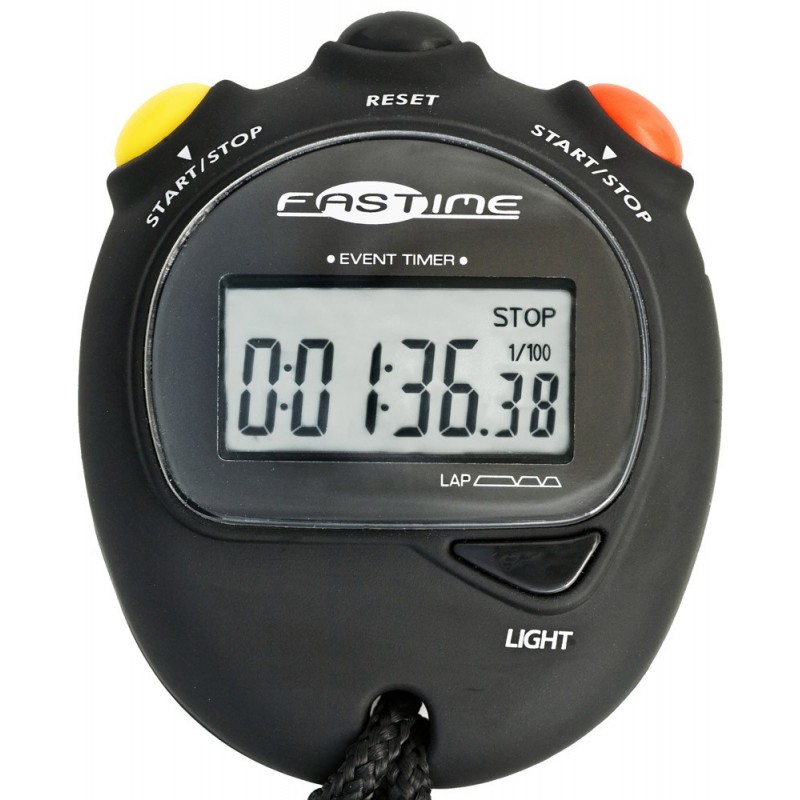 RESET
START/STOP
START/STOP
FASTIME
• EVENT TIMER •
STOP
1/100
0:01:36.38
LAP
LIGHT